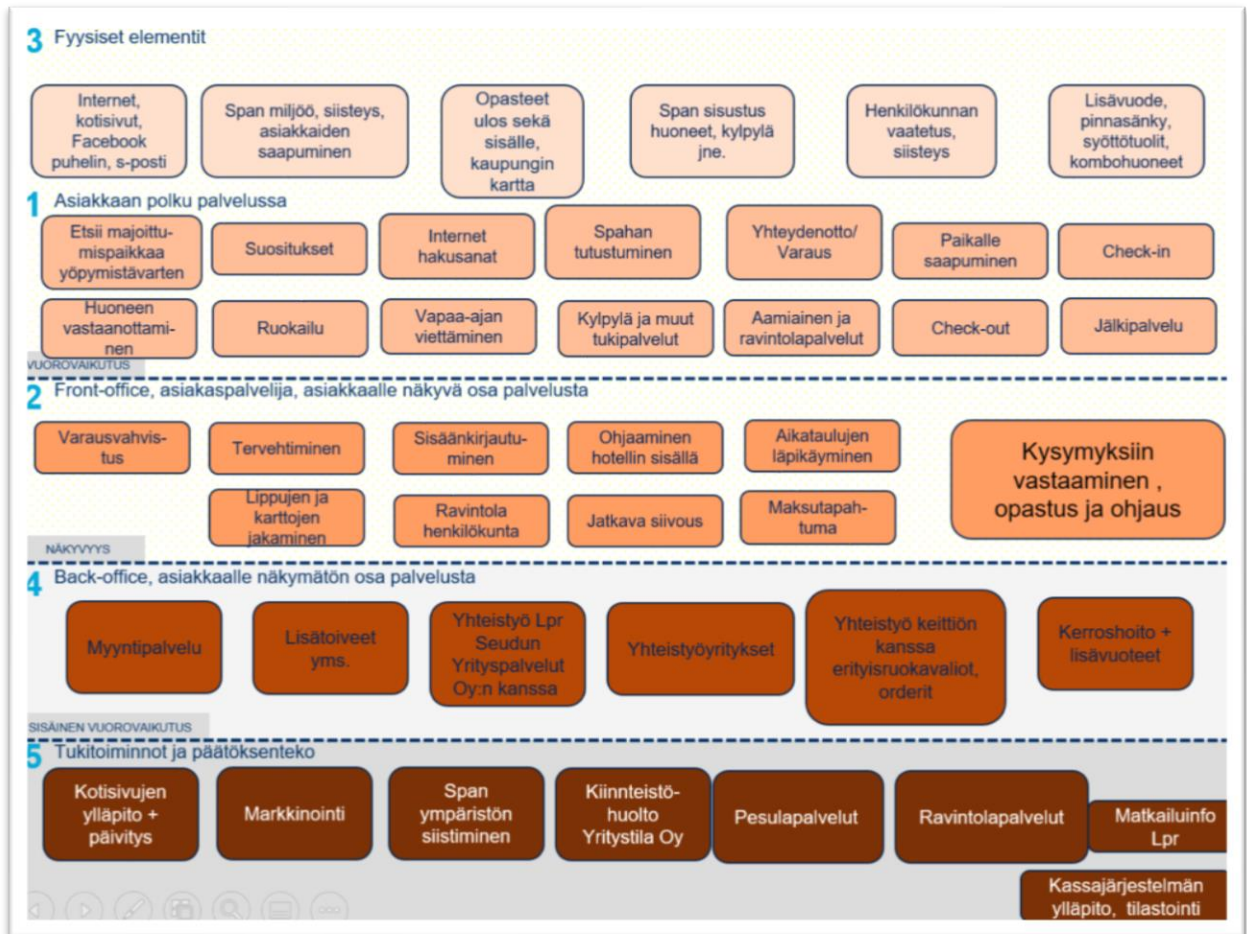 3 Fyysiset elementit
Internet,
kotisivut,
Facebook
puhelin, s-posti
Span miljöö, siisteys,
asiakkaiden
saapuminen
Opasteet
ulos sekä
sisälle,
kaupungin
kartta
Span sisustus
huoneet, kylpylä
jne.
Henkilökunnan
vaatetus,
siisteys
Lisävuode,
pinnasänky,
syöttötuolit,
kombohuoneet
1 Asiakkaan polku palvelussa
Etsii majoittu-
mispaikkaa
yöpymistävarten
Suositukset
Internet
hakusanat
Spahan
tutustuminen
Yhteydenotto/
Varaus
Paikalle
saapuminen
Check-in
Huoneen
vastaanottami-
nen
Ruokailu
Vapaa-ajan
viettäminen
Kylpylä ja muut
tukipalvelut
Aamiainen ja
ravintolapalvelut
Check-out
Jälkipalvelu
VUOROVAIKUTUS
2 Front-office, asiakaspalvelija, asiakkaalle näkyvä osa palvelusta
Varausvahvis-
tus
Tervehtiminen
Sisäänkirjautu-
minen
Ohjaaminen
hotellin sisällä
Aikataulujen
läpikäyminen
Kysymyksiin
vastaaminen ,
opastus ja ohjaus
Lippujen ja
karttojen
jakaminen
Ravintola
henkilökunta
Jatkava siivous
Maksutapah-
tuma
NÄKYVYYS
4 Back-office, asiakkaalle näkymätön osa palvelusta
Myyntipalvelu
Lisätoiveet
yms.
Yhteistyö Lpr
Seudun
Yrityspalvelut
Oy:n kanssa
Yhteistyöyritykset
Yhteistyö keittiön
kanssa
erityisruokavaliot,
orderit
Kerroshoito +
lisävuoteet
SISÄINEN VUOROVAIKUTUS
5 Tukitoiminnot ja päätöksenteko
Kotisivujen
ylläpito +
päivitys
Markkinointi
Span
ympäristön
siistiminen
Kiinnteistö-
huolto
Yritystila Oy
Pesulapalvelut
Ravintolapalvelut
Matkailuinfo
Lpr
Kassajärjestelmän
ylläpito, tilastointi